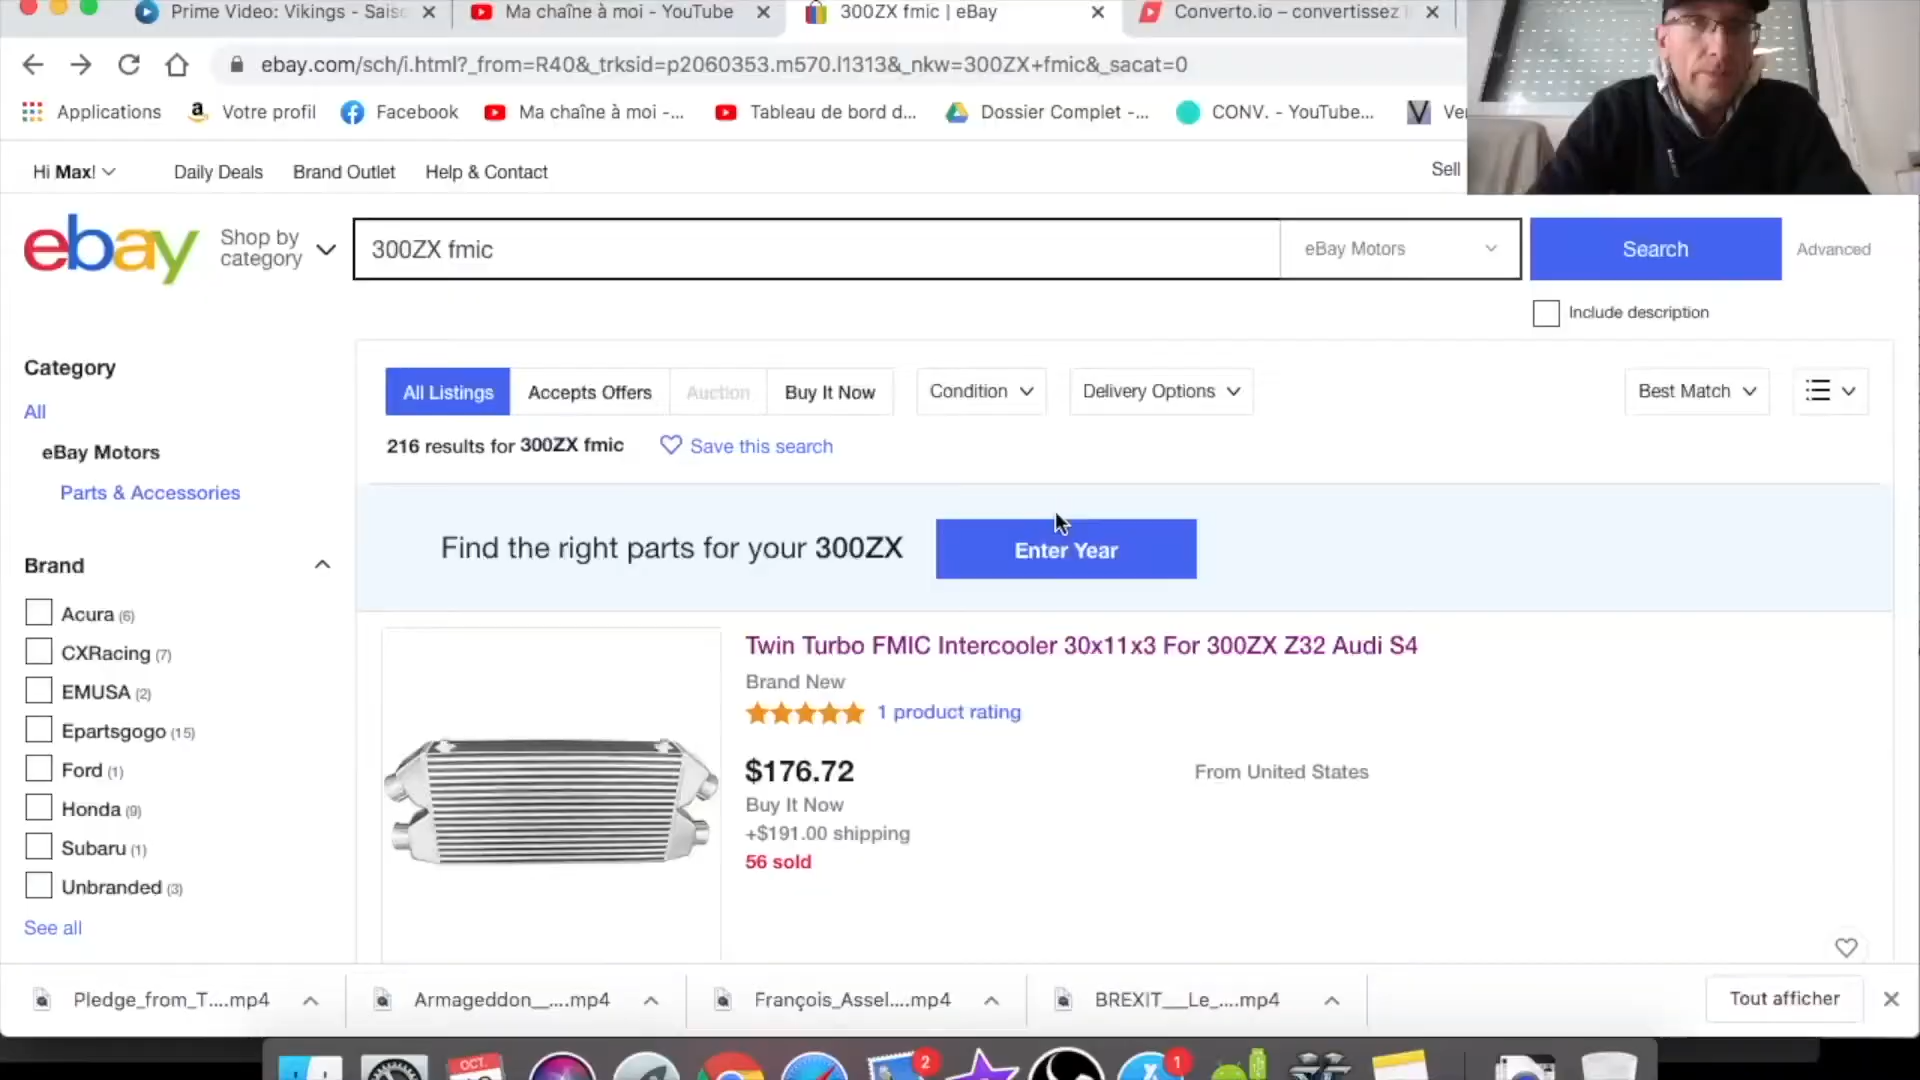 Prime Video: Vikings - Sais
Ma chaîne à moi - YouTube
300ZX fmic | eBay
Converto.io – convertissez
ebay.com/sch/i.html?_from=R40&_trksid=p2060353.m570.l1313&_nkw=300ZX+fmic&_sacat=0
Applications
Votre profil
Facebook
Ma chaîne à moi -...
Tableau de bord d...
Dossier Complet -...
CONV. - YouTube...
Hi Max!
Daily Deals
Brand Outlet
Help & Contact
Sell
ebay
Shop by
category
300ZX fmic
eBay Motors
Search
Advanced
Include description
Category
All
eBay Motors
Parts & Accessories
Brand
Acura (6)
CXRacing (7)
EMUSA (2)
Epartsgogo (15)
Ford (1)
Honda (9)
Subaru (1)
Unbranded (3)
See all
All Listings
Accepts Offers
Auction
Buy It Now
Condition
Delivery Options
Best Match
216 results for 300ZX fmic
Save this search
Find the right parts for your 300ZX
Enter Year
Twin Turbo FMIC Intercooler 30x11x3 For 300ZX Z32 Audi S4
Brand New
1 product rating
$176.72
From United States
Buy It Now
+$191.00 shipping
56 sold
Pledge_from_T....mp4
Armageddon__....mp4
François_Assel....mp4
BREXIT___Le_....mp4
Tout afficher
OCT.
2
1